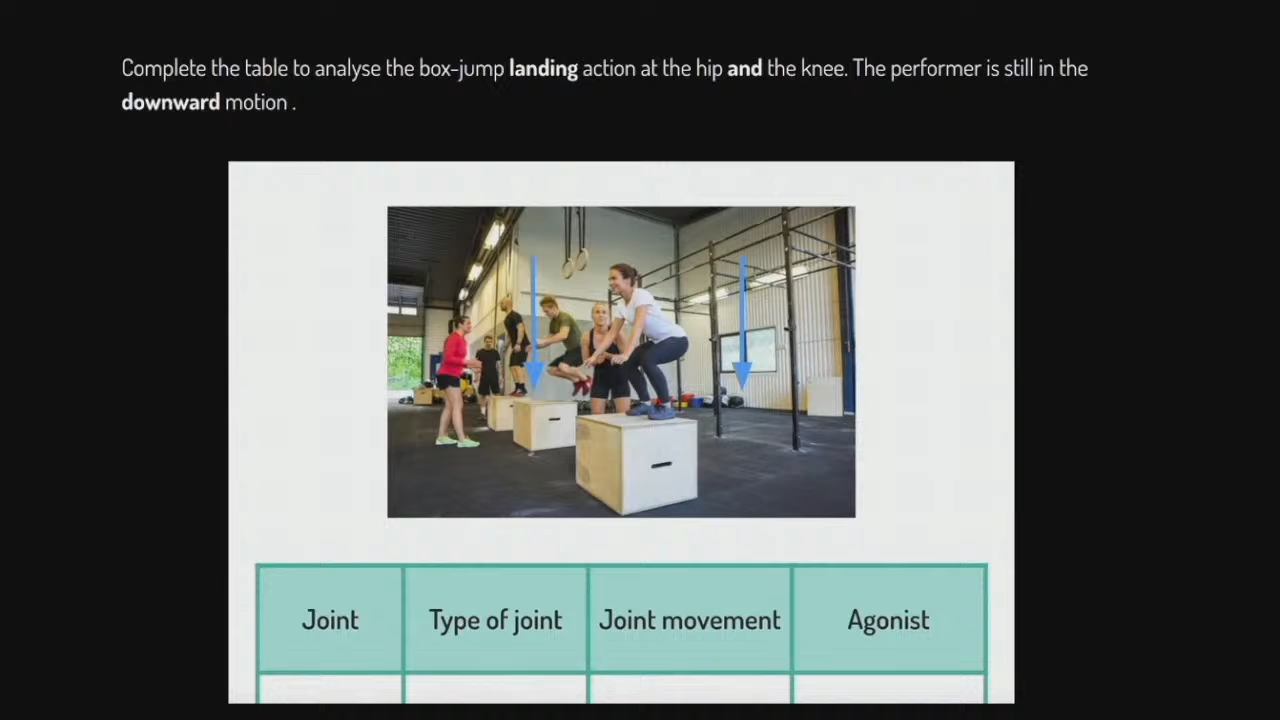 Complete the table to analyse the box-jump landing action at the hip and the knee. The performer is still in the
downward motion .
Joint
Type of joint
Joint movement
Agonist